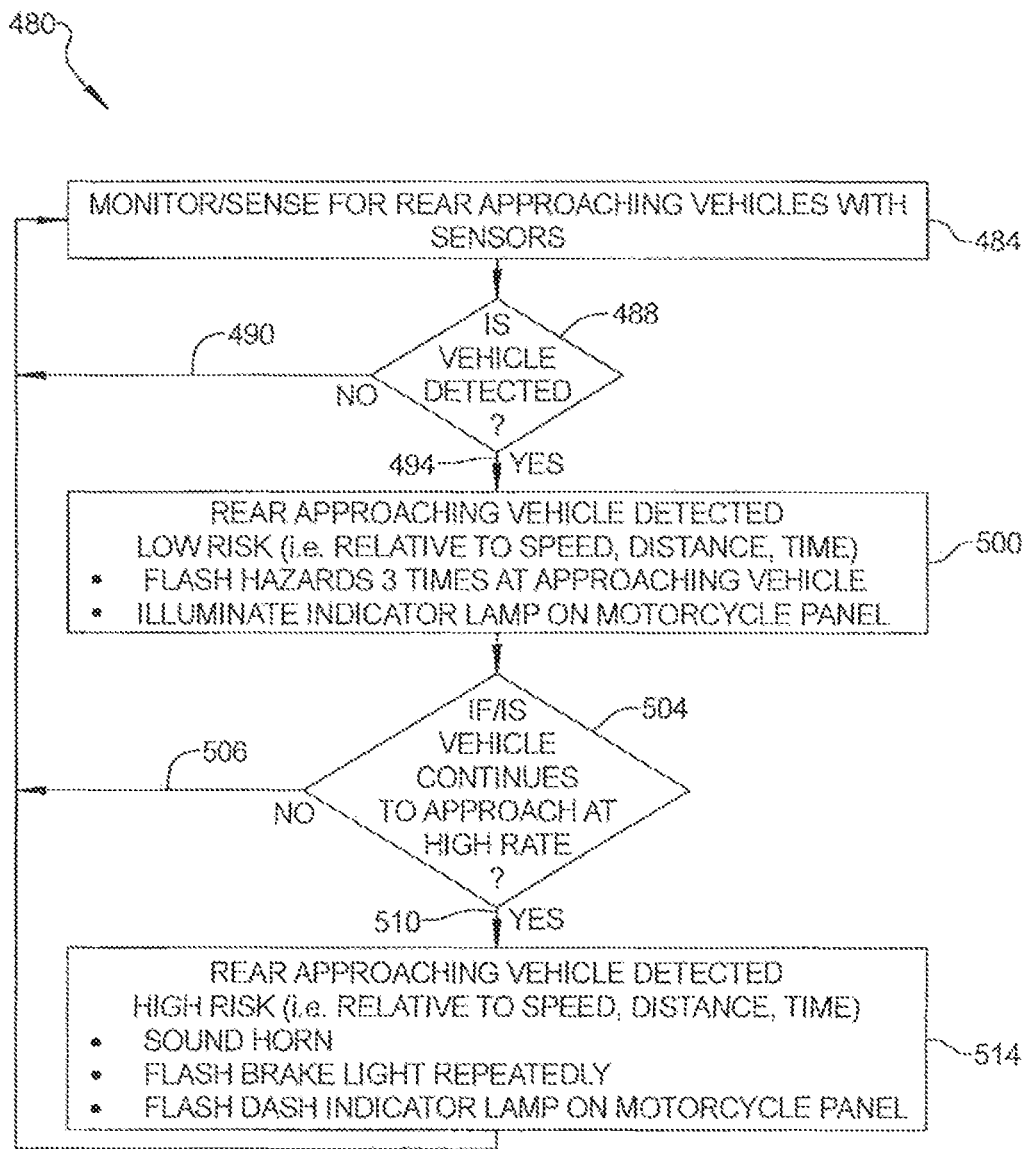 480
MONITOR/SENSE FOR REAR APPROACHING VEHICLES WITH
SENSORS
484
IS
VEHICLE
DETECTED
?
488
490
NO
494
YES
REAR APPROACHING VEHICLE DETECTED
LOW RISK (i.e. RELATIVE TO SPEED, DISTANCE, TIME)
• FLASH HAZARDS 3 TIMES AT APPROACHING VEHICLE
• ILLUMINATE INDICATOR LAMP ON MOTORCYCLE PANEL
500
IF/IS
VEHICLE
CONTINUES
TO APPROACH AT
HIGH RATE
?
504
506
NO
510
YES
REAR APPROACHING VEHICLE DETECTED
HIGH RISK (i.e. RELATIVE TO SPEED, DISTANCE, TIME)
• SOUND HORN
• FLASH BRAKE LIGHT REPEATEDLY
• FLASH DASH INDICATOR LAMP ON MOTORCYCLE PANEL
514